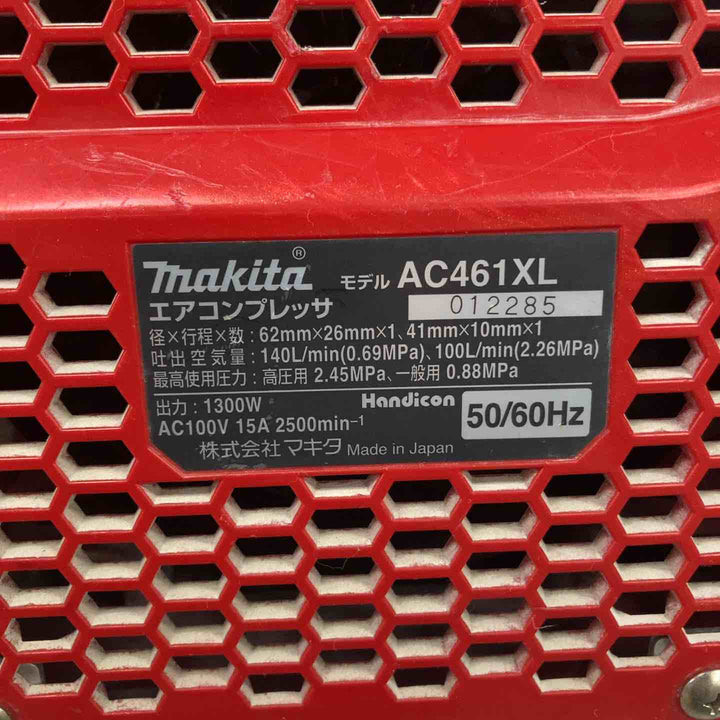 makita® モデル AC461XL
エアコンプレッサ 012285
径×行程×数：62mm×26mm×1、41mm×10mm×1
吐出空気量：140L/min(0.69MPa)、100L/min(2.26MPa)
最高使用圧力：高圧用 2.45MPa、一般用 0.88MPa
出力：1300W Handicon 50/60Hz
AC100V 15A 2500min-1
株式会社マキタ Made in Japan